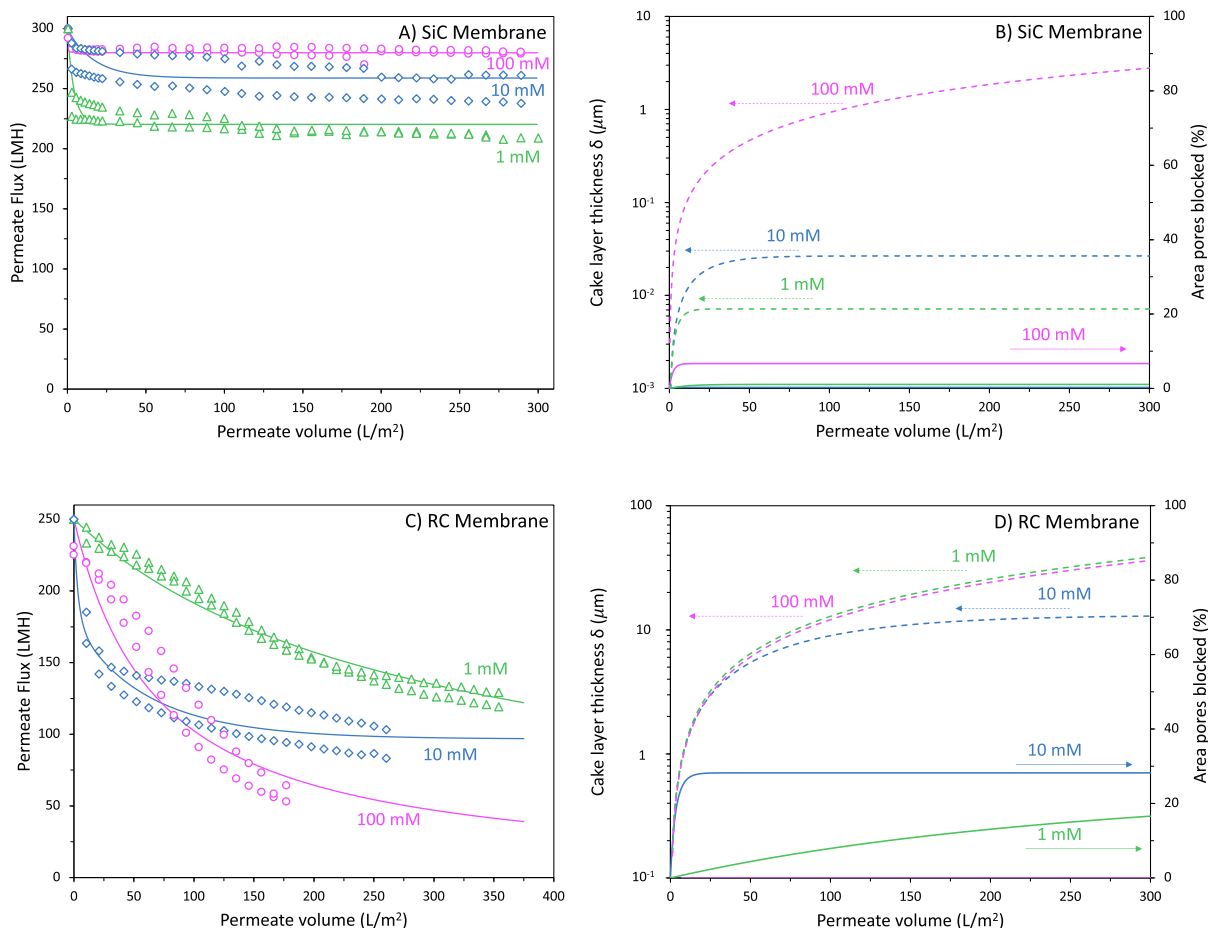 A) SiC Membrane
Permeate Flux (LMH)
300
250
200
150
100
50
0
100 mM
10 mM
1 mM
0
50
100
150
200
250
300
Permeate volume (L/m²)
B) SiC Membrane
Cake layer thickness δ (μm)
10
1
10⁻¹
10⁻²
10⁻³
100 mM
10 mM
1 mM
100 mM
100
80
60
40
20
0
Area pores blocked (%)
0
50
100
150
200
250
300
Permeate volume (L/m²)
C) RC Membrane
Permeate Flux (LMH)
250
200
150
100
50
0
1 mM
10 mM
100 mM
0
50
100
150
200
250
300
350
400
Permeate volume (L/m²)
D) RC Membrane
Cake layer thickness δ (μm)
100
10
1
10⁻¹
1 mM
100 mM
10 mM
10 mM
1 mM
100
80
60
40
20
0
Area pores blocked (%)
0
50
100
150
200
250
300
Permeate volume (L/m²)